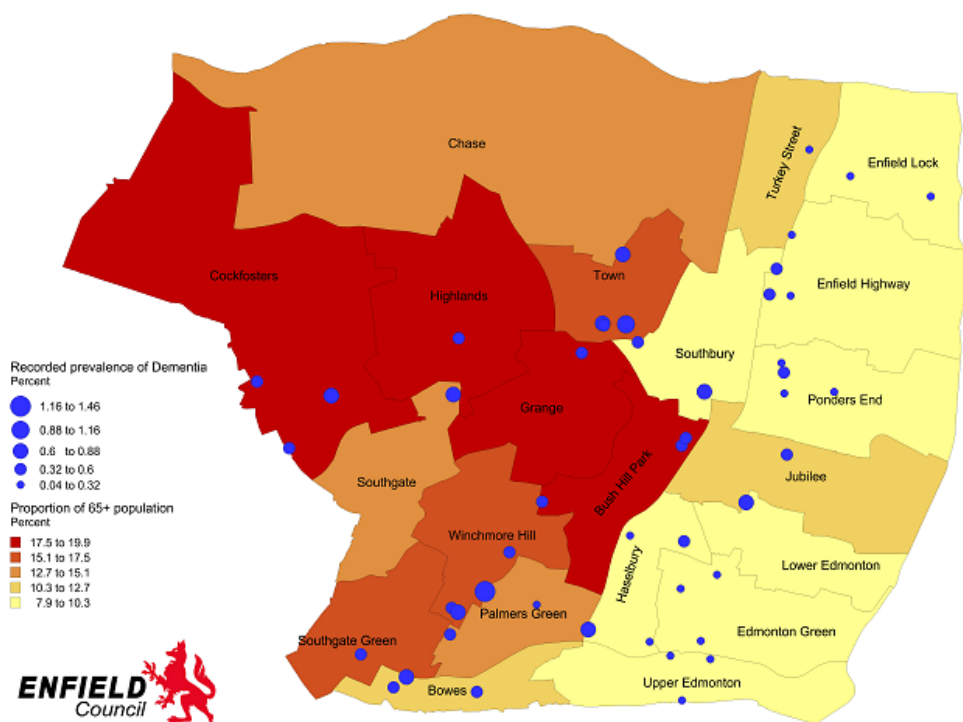 Chase
Turkey Street
Enfield Lock
Cockfosters
Highlands
Town
Enfield Highway
Southbury
Recorded prevalence of Dementia
Percent
1.16 to 1.46
0.88 to 1.16
0.6 to 0.88
0.32 to 0.6
0.04 to 0.32
Grange
Ponders End
Bush Hill Park
Jubilee
Southgate
Proportion of 65+ population
Percent
17.5 to 19.9
15.1 to 17.5
12.7 to 15.1
10.3 to 12.7
7.9 to 10.3
Winchmore Hill
Haselbury
Lower Edmonton
Palmers Green
Edmonton Green
Southgate Green
Bowes
Upper Edmonton
ENFIELD
Council